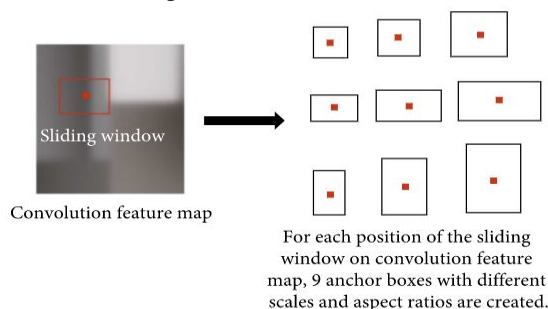 Sliding window
Convolution feature map
For each position of the sliding
window on convolution feature
map, 9 anchor boxes with different
scales and aspect ratios are created.